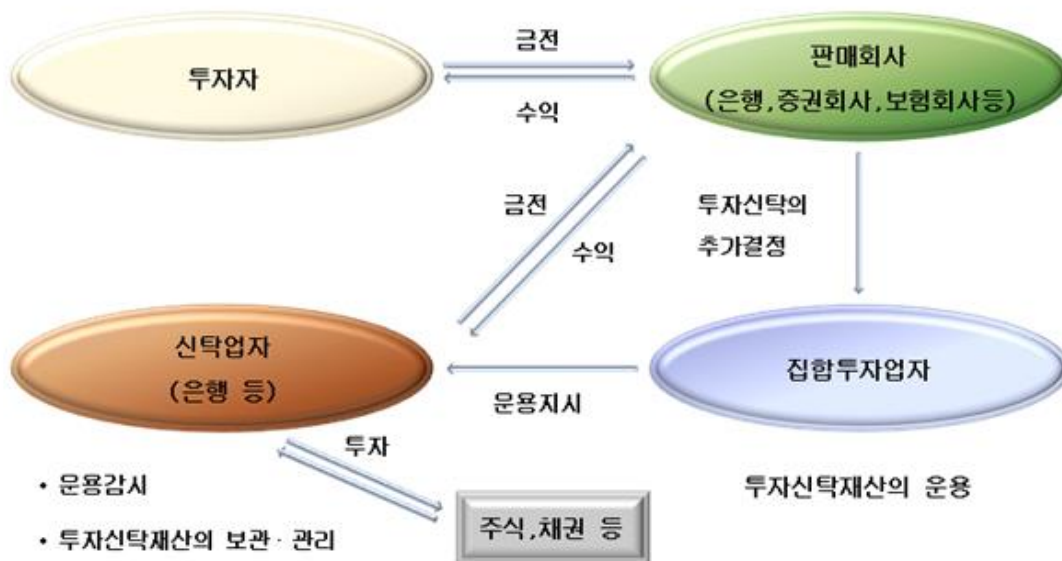 투자자
금전
수익
판매회사
(은행,증권회사,보험회사등)
금전
수익
투자신탁의
추가결정
신탁업자
(은행 등)
운용지시
집합투자업자
투자
• 운용감시
• 투자신탁재산의 보관·관리
주식,채권 등
투자신탁재산의 운용